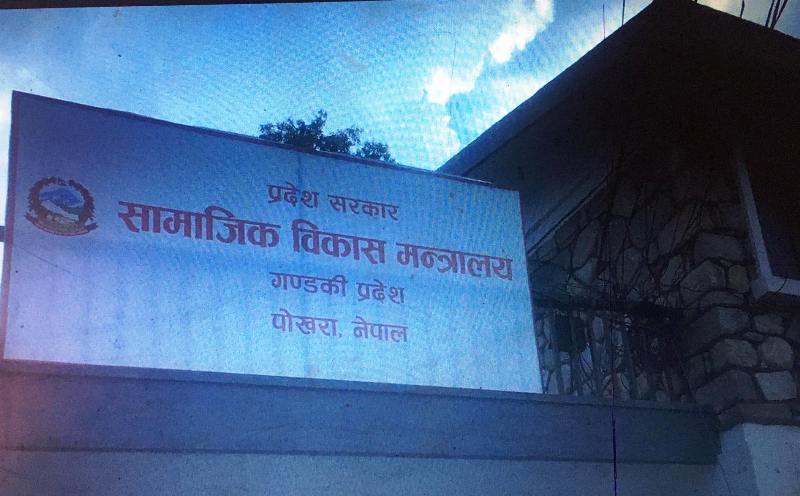 प्रदेश सरकार
सामाजिक विकास मन्त्रालय
गण्डकी प्रदेश
पोखरा, नेपाल